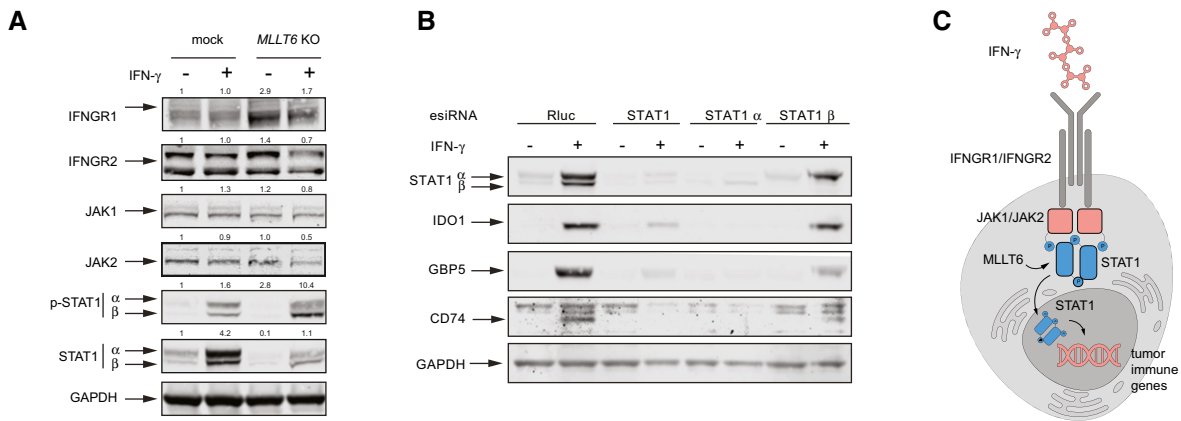 A
mock MLLT6 KO
IFN-γ - + - +
1 1.0 2.9 1.7
IFNGR1
1 1.0 1.4 0.7
IFNGR2
1 1.3 1.2 0.8
JAK1
1 0.9 1.0 0.5
JAK2
1 1.6 2.8 10.4
p-STAT1 α
β
1 4.2 0.1 1.1
STAT1 α
β
GAPDH
B
esiRNA Rluc STAT1 STAT1 α STAT1 β
IFN-γ - + - + - + - +
STAT1 α
β
IDO1
GBP5
CD74
GAPDH
C
IFN-γ
IFNGR1/IFNGR2
JAK1/JAK2
P P P
MLLT6 STAT1
P
STAT1
tumor
immune
genes